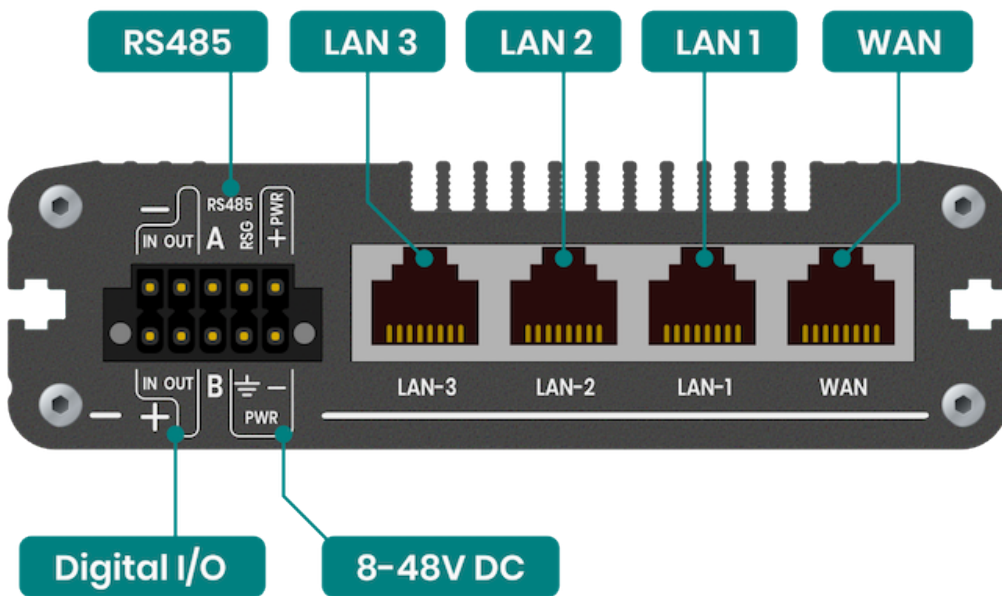 RS485
LAN 3
LAN 2
LAN 1
WAN
RS485
− IN OUT A RSG + PWR
LAN-3 LAN-2 LAN-1 WAN
IN OUT B −
− + PWR
Digital I/O
8-48V DC